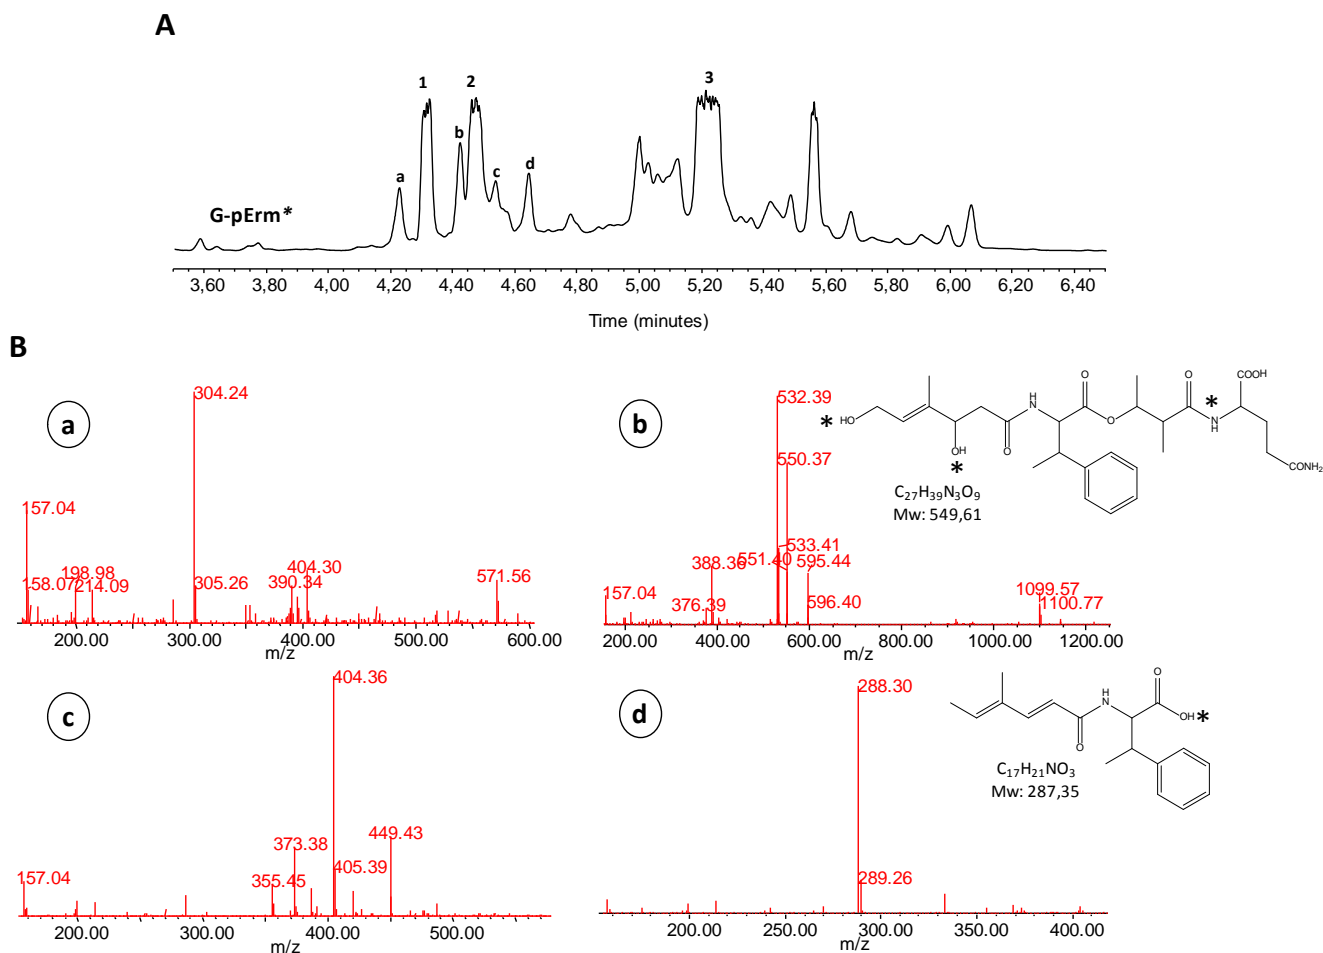 A
1
2
3
b
a
c
d
G-pErm*
3,60 3,80 4,00 4,20 4,40 4,60 4,80 5,00 5,20 5,40 5,60 5,80 6,00 6,20 6,40
Time (minutes)
B
a
304.24
157.04
158.07
198.98
214.09
305.26
390.34
404.30
571.56
200.00 300.00 400.00 500.00 600.00
m/z
b
532.39
550.37
533.41
551.40
595.44
388.36
376.39
157.04
596.40
1099.57
1100.77
200.00 400.00 600.00 800.00 1000.00 1200.00
m/z
* HO
OH
*
O
H
N
O
O
O
*
N
H
COOH
CONH₂
C₂₇H₃₉N₃O₉
Mw: 549,61
c
404.36
373.38
449.43
355.45
405.39
157.04
200.00 300.00 400.00 500.00
m/z
d
288.30
289.26
200.00 250.00 300.00 350.00 400.00
m/z
O
H
N
O
OH*
C₁₇H₂₁NO₃
Mw: 287,35